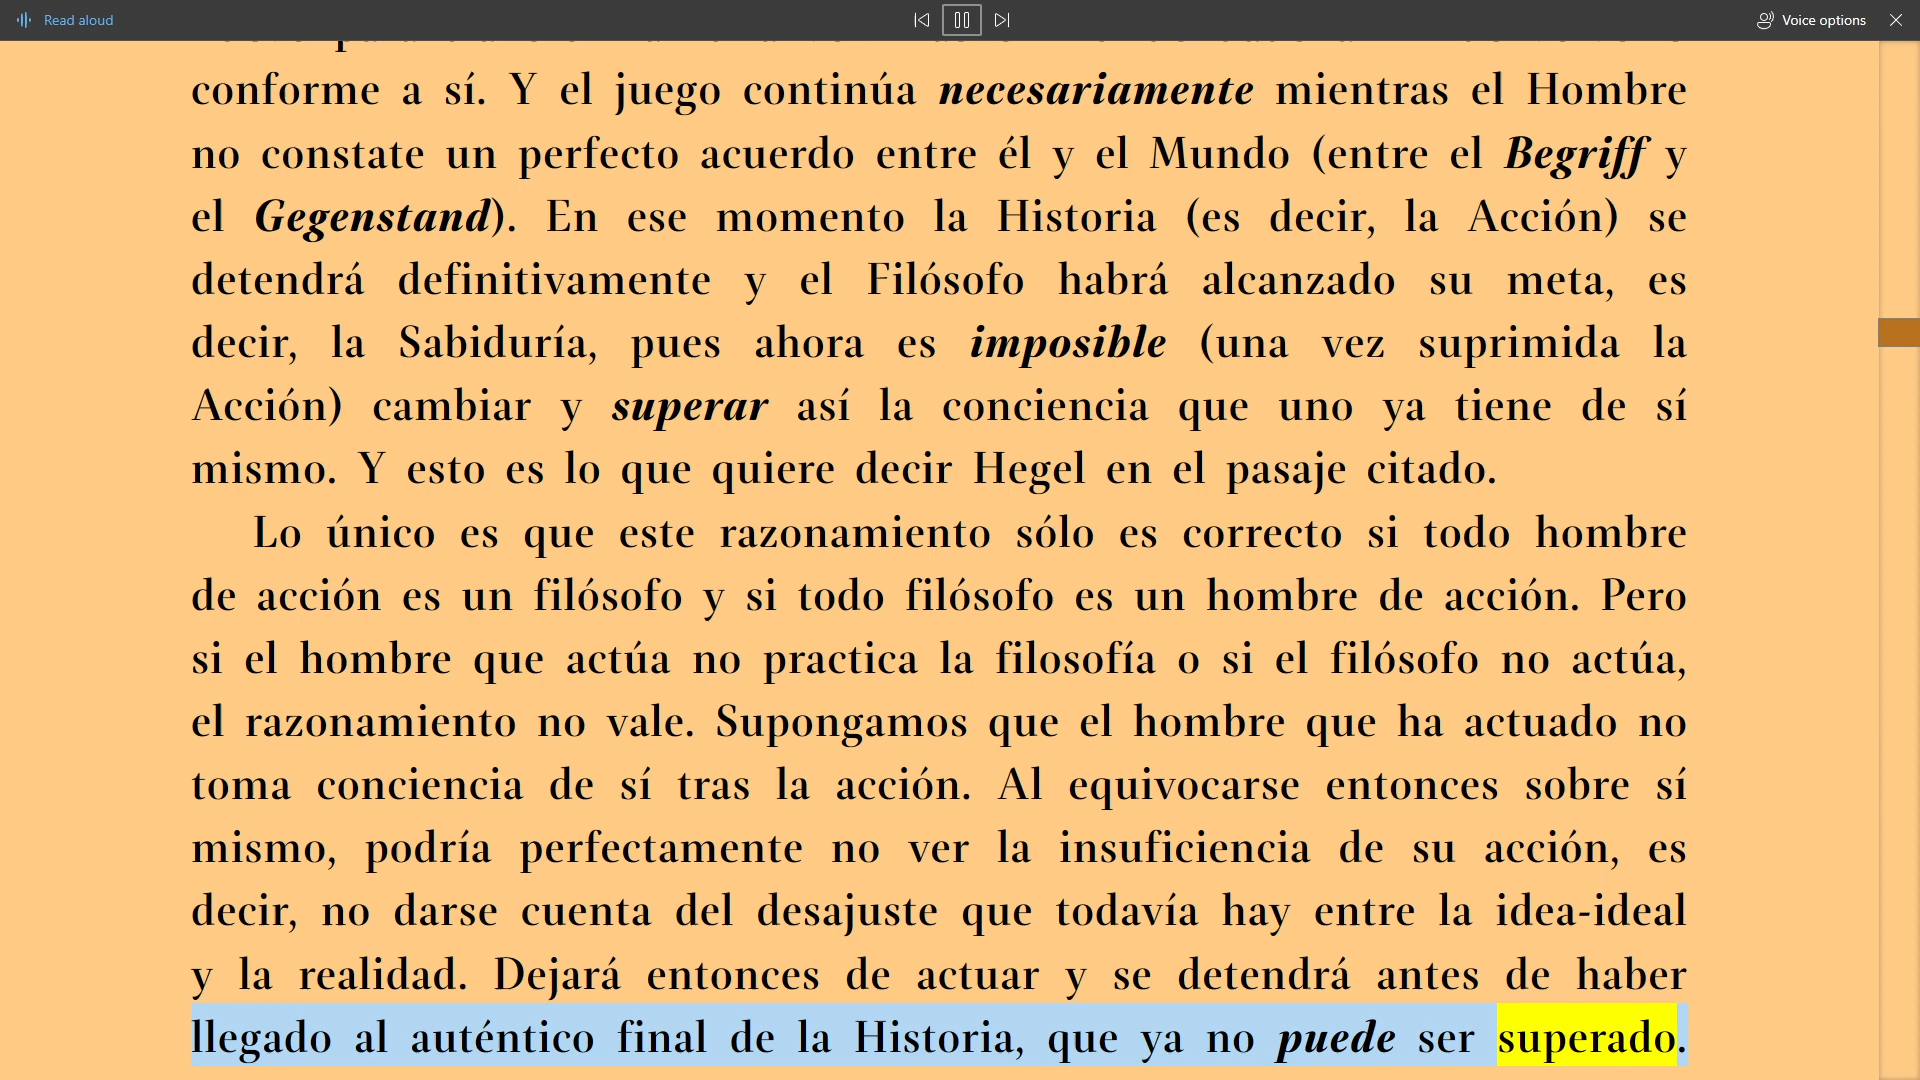 Read aloud
Voice options
conforme a sí. Y el juego continúa necesariamente mientras el Hombre
no constate un perfecto acuerdo entre él y el Mundo (entre el Begriff y
el Gegenstand). En ese momento la Historia (es decir, la Acción) se
detendrá definitivamente y el Filósofo habrá alcanzado su meta, es
decir, la Sabiduría, pues ahora es imposible (una vez suprimida la
Acción) cambiar y superar así la conciencia que uno ya tiene de sí
mismo. Y esto es lo que quiere decir Hegel en el pasaje citado.
Lo único es que este razonamiento sólo es correcto si todo hombre
de acción es un filósofo y si todo filósofo es un hombre de acción. Pero
si el hombre que actúa no practica la filosofía o si el filósofo no actúa,
el razonamiento no vale. Supongamos que el hombre que ha actuado no
toma conciencia de sí tras la acción. Al equivocarse entonces sobre sí
mismo, podría perfectamente no ver la insuficiencia de su acción, es
decir, no darse cuenta del desajuste que todavía hay entre la idea-ideal
y la realidad. Dejará entonces de actuar y se detendrá antes de haber
llegado al auténtico final de la Historia, que ya no puede ser superado.